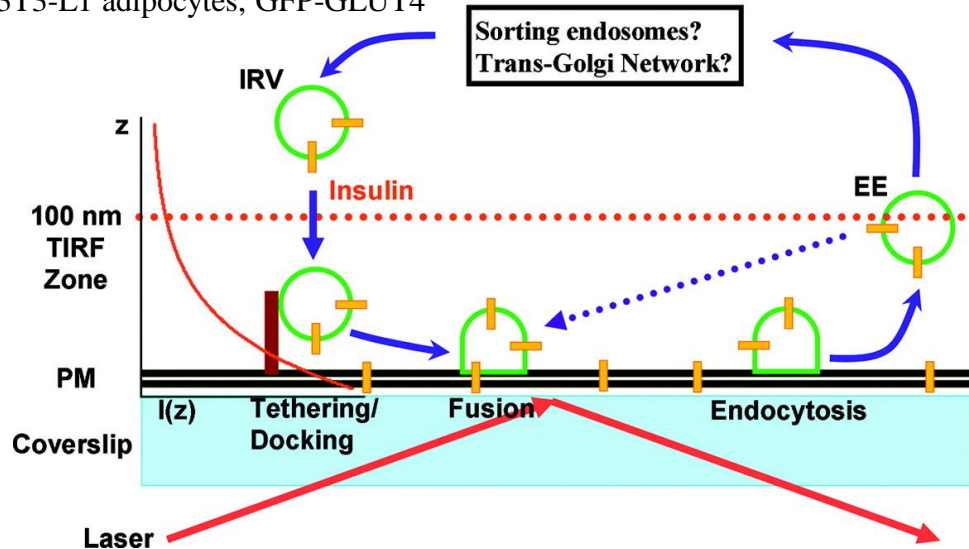 3T3-L1 adipocytes, GFP-GLUT4
Sorting endosomes?
Trans-Golgi Network?
IRV
z
Insulin
EE
100 nm
TIRF
Zone
PM
I(z)
Tethering/
Docking
Fusion
Endocytosis
Coverslip
Laser